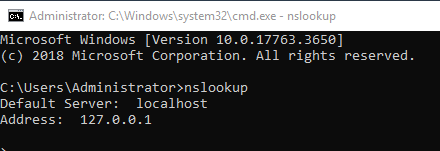 Administrator: C:\Windows\system32\cmd.exe - nslookup
Microsoft Windows [Version 10.0.17763.3650]
(c) 2018 Microsoft Corporation. All rights reserved.
C:\Users\Administrator>nslookup
Default Server:  localhost
Address:  127.0.0.1